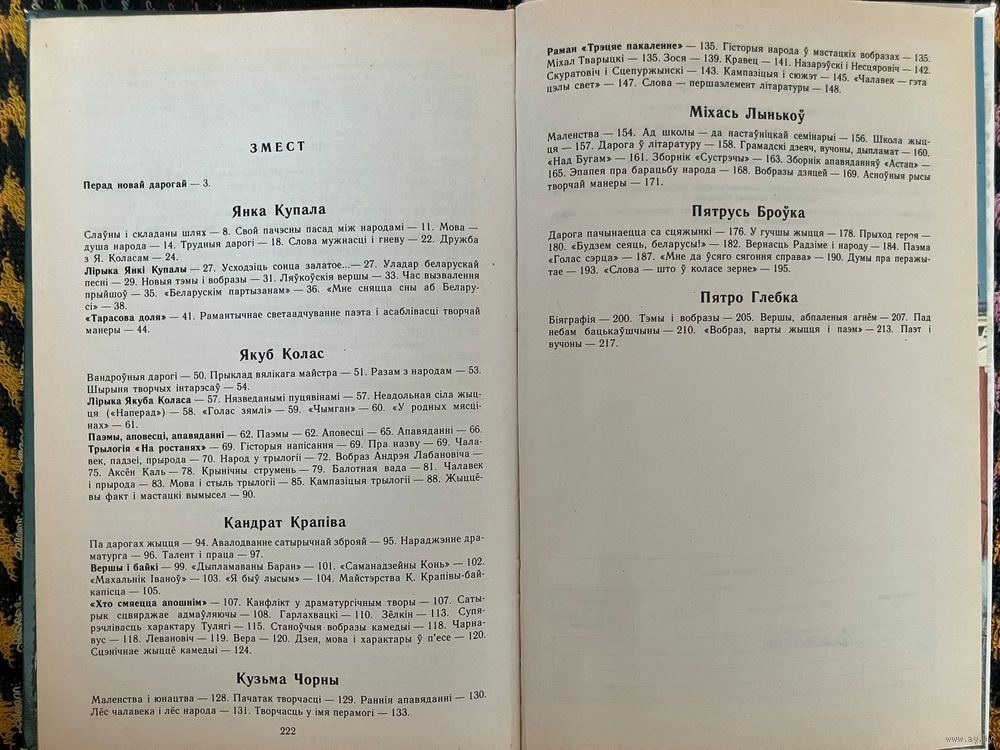 ЗМЕСТ
Перад новай дарогай — 3.
Янка Купала
Слаўны і складаны шлях — 8. Свой пачэсны пасад між народамі — 11. Мова —
душа народа — 14. Трудныя дарогі — 18. Слова мужнасці і гневу — 22. Дружба
з Я. Коласам — 24.
Лірыка Янкі Купалы — 27. Усходзіць сонца залатое...— 27. Уладар беларускай
песні — 29. Новыя тэмы і вобразы — 31. Ляўкоўскія вершы — 33. Час вызвалення
прыйшоў — 35. «Беларускім партызанам» — 36. «Мне сняцца сны аб Белару-
сі» — 38.
«Тарасова доля» — 41. Рамантычнае светаадчуванне паэта і асаблівасці творчай
манеры — 44.
Якуб Колас
Вандроўныя дарогі — 50. Прыклад вялікага майстра — 51. Разам з народам — 53.
Шырыня творчых інтарэсаў — 54.
Лірыка Якуба Коласа — 57. Нязведанымі пуцявінамі — 57. Неадольная сіла жыц-
ця («Наперад») — 58. «Голас зямлі» — 59. «Чымган» — 60. «У родных мясці-
нах» — 61.
Паэмы, аповесці, апавяданні — 62. Паэмы — 62. Аповесці — 65. Апавяданні — 66.
Трылогія «На ростанях» — 69. Гісторыя напісання — 69. Пра назву — 69. Чала-
век, падзеі, прырода — 70. Народ у трылогіі — 72. Вобраз Андрэя Лабановіча —
75. Аксён Каль — 78. Крынічны струмень — 79. Балотная вада — 81. Чалавек
і прырода — 83. Мова і стыль трылогіі — 85. Кампазіцыя трылогіі — 88. Жыццё-
вы факт і мастацкі вымысел — 90.
Кандрат Крапіва
Па дарогах жыцця — 94. Авалодванне сатырычнай зброяй — 95. Нараджэнне дра-
матурга — 96. Талент і праца — 97.
Вершы і байкі — 99. «Дыпламаваны Баран» — 101. «Саманадзейны Конь» — 102.
«Махальнік Іваноў» — 103. «Я быў лысым» — 104. Майстэрства К. Крапівы-бай-
капісца — 105.
«Хто смяецца апошнім» — 107. Канфлікт у драматургічным творы — 107. Саты-
рык сцвярджае адмаўляючы — 108. Гарлахвацкі — 110. Зёлкін — 113. Супя-
рэчлівасць характару Тулягі — 115. Станоўчыя вобразы камедыі — 118. Чарна-
вус — 118. Левановіч — 119. Вера — 120. Дзея, мова і характары ў п'есе — 120.
Сцэнічнае жыццё камедыі — 124.
Кузьма Чорны
Маленства і юнацтва — 128. Пачатак творчасці — 129. Раннія апавяданні — 130.
Лёс чалавека і лёс народа — 131. Творчасць у імя перамогі — 133.
222
Раман «Трэцяе пакаленне» — 135. Гісторыя народа ў мастацкіх вобразах — 135.
Міхал Тварыцкі — 135. Зося — 139. Кравец — 141. Назарэўскі і Несцяровіч — 142.
Скуратовіч і Сцепуржынскі — 143. Кампазіцыя і сюжэт — 145. «Чалавек — гэта
цэлы свет» — 147. Слова — першаэлемент літаратуры — 148.
Міхась Лынькоў
Маленства — 154. Ад школы — да настаўніцкай семінарыі — 156. Школа жыц-
ця — 157. Дарога ў літаратуру — 158. Грамадскі дзеяч, вучоны, дыпламат — 160.
«Над Бугам» — 161. Зборнік «Сустрэчы» — 163. Зборнік апавяданняў «Астап» —
165. Эпапея пра барацьбу народа — 168. Вобразы дзяцей — 169. Асноўныя рысы
творчай манеры — 171.
Пятрусь Броўка
Дарога пачынаецца са сцяжынкі — 176. У гучшы жыцця — 178. Прыход героя —
180. «Будзем сеяць, беларусы!» — 182. Вернасць Радзіме і народу — 184. Паэма
«Голас сэрца» — 187. «Мне да ўсяго сягоння справа» — 190. Думы пра перажы-
тае — 193. «Слова — што ў коласе зерне» — 195.
Пятро Глебка
Біяграфія — 200. Тэмы і вобразы — 205. Вершы, абпаленыя агнём — 207. Пад
небам бацькаўшчыны — 210. «Вобраз, варты жыцця і паэм» — 213. Паэт і
вучоны — 217.
www.ay.by